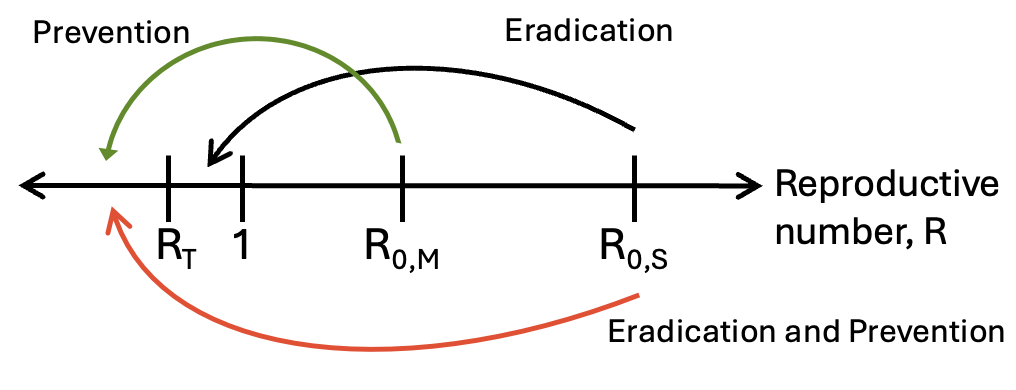 Prevention
Eradication
Reproductive
number, R
R_T
1
R_0,M
R_0,S
Eradication and Prevention